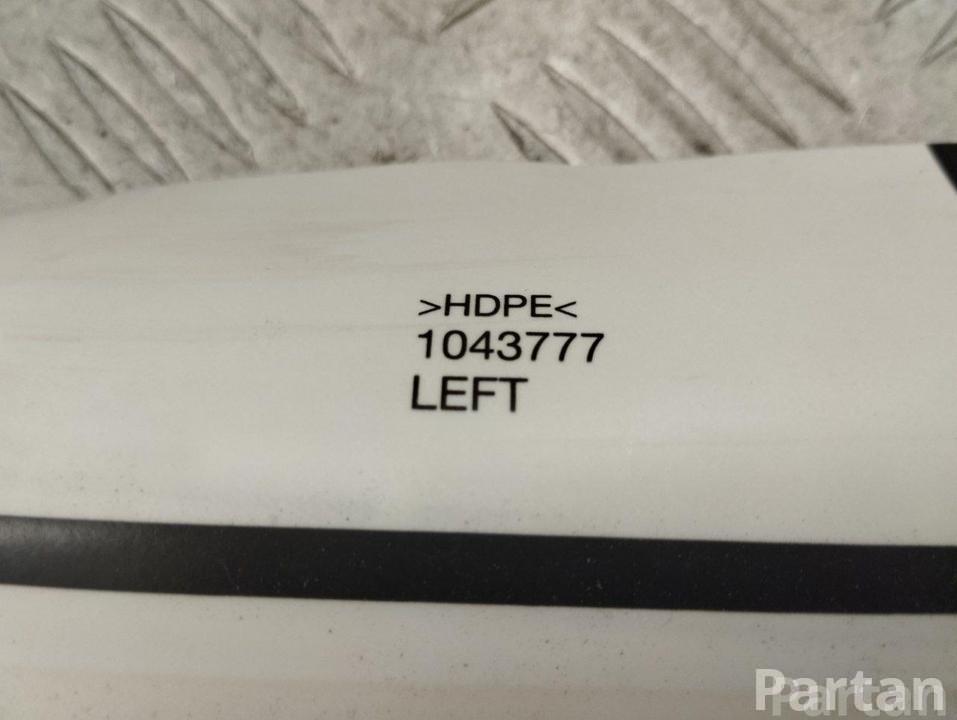 >HDPE<
1043777
LEFT
Partan